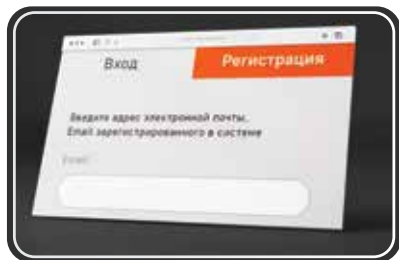 Вход
Регистрация
Введите адрес электронной почты.
Email зарегистрированного в системе
Email